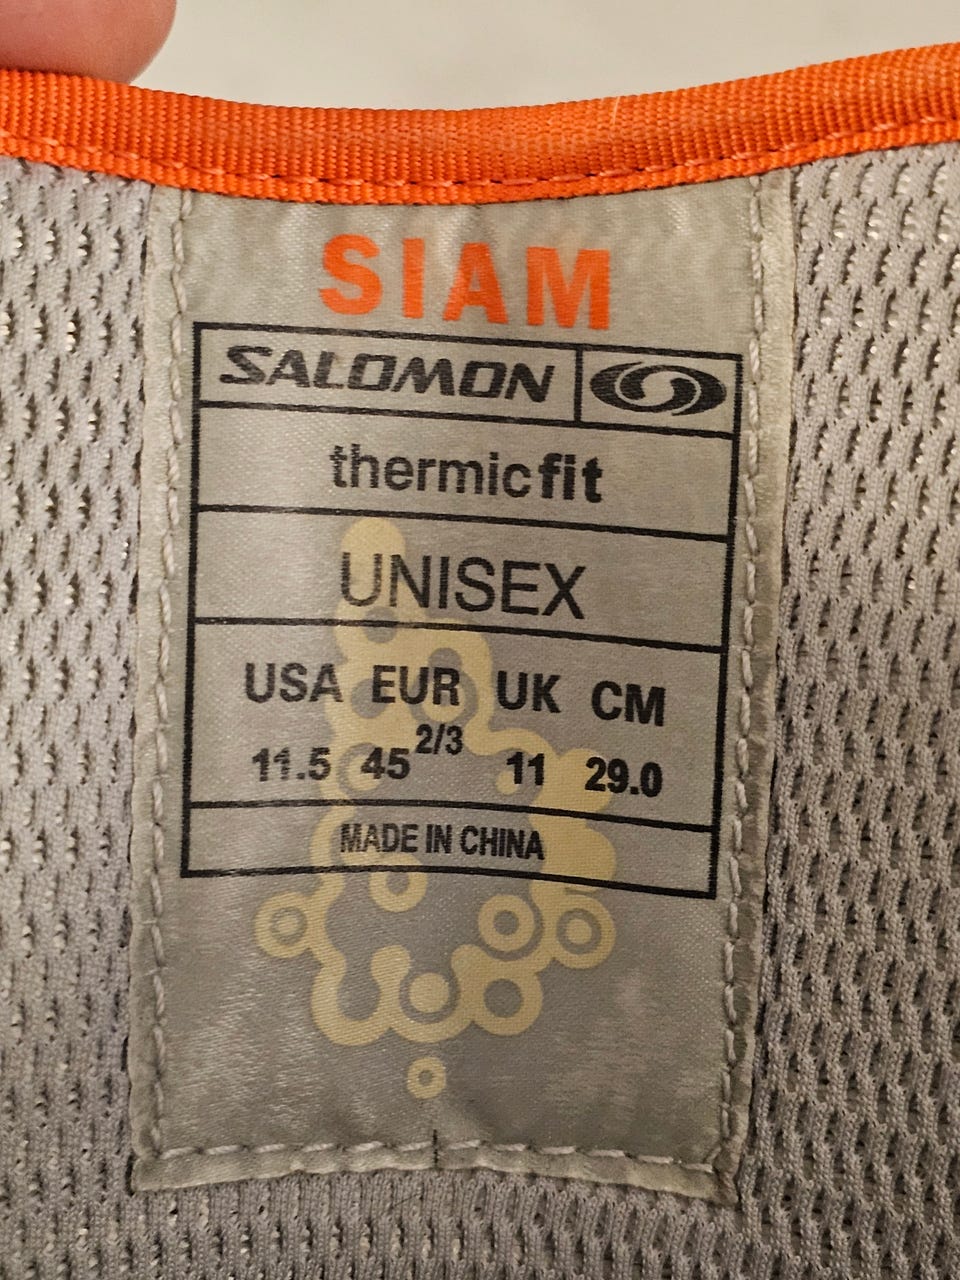 SIAM
SALOMON
thermicfit
UNISEX
USA EUR UK CM
11.5 45 2/3 11 29.0
MADE IN CHINA